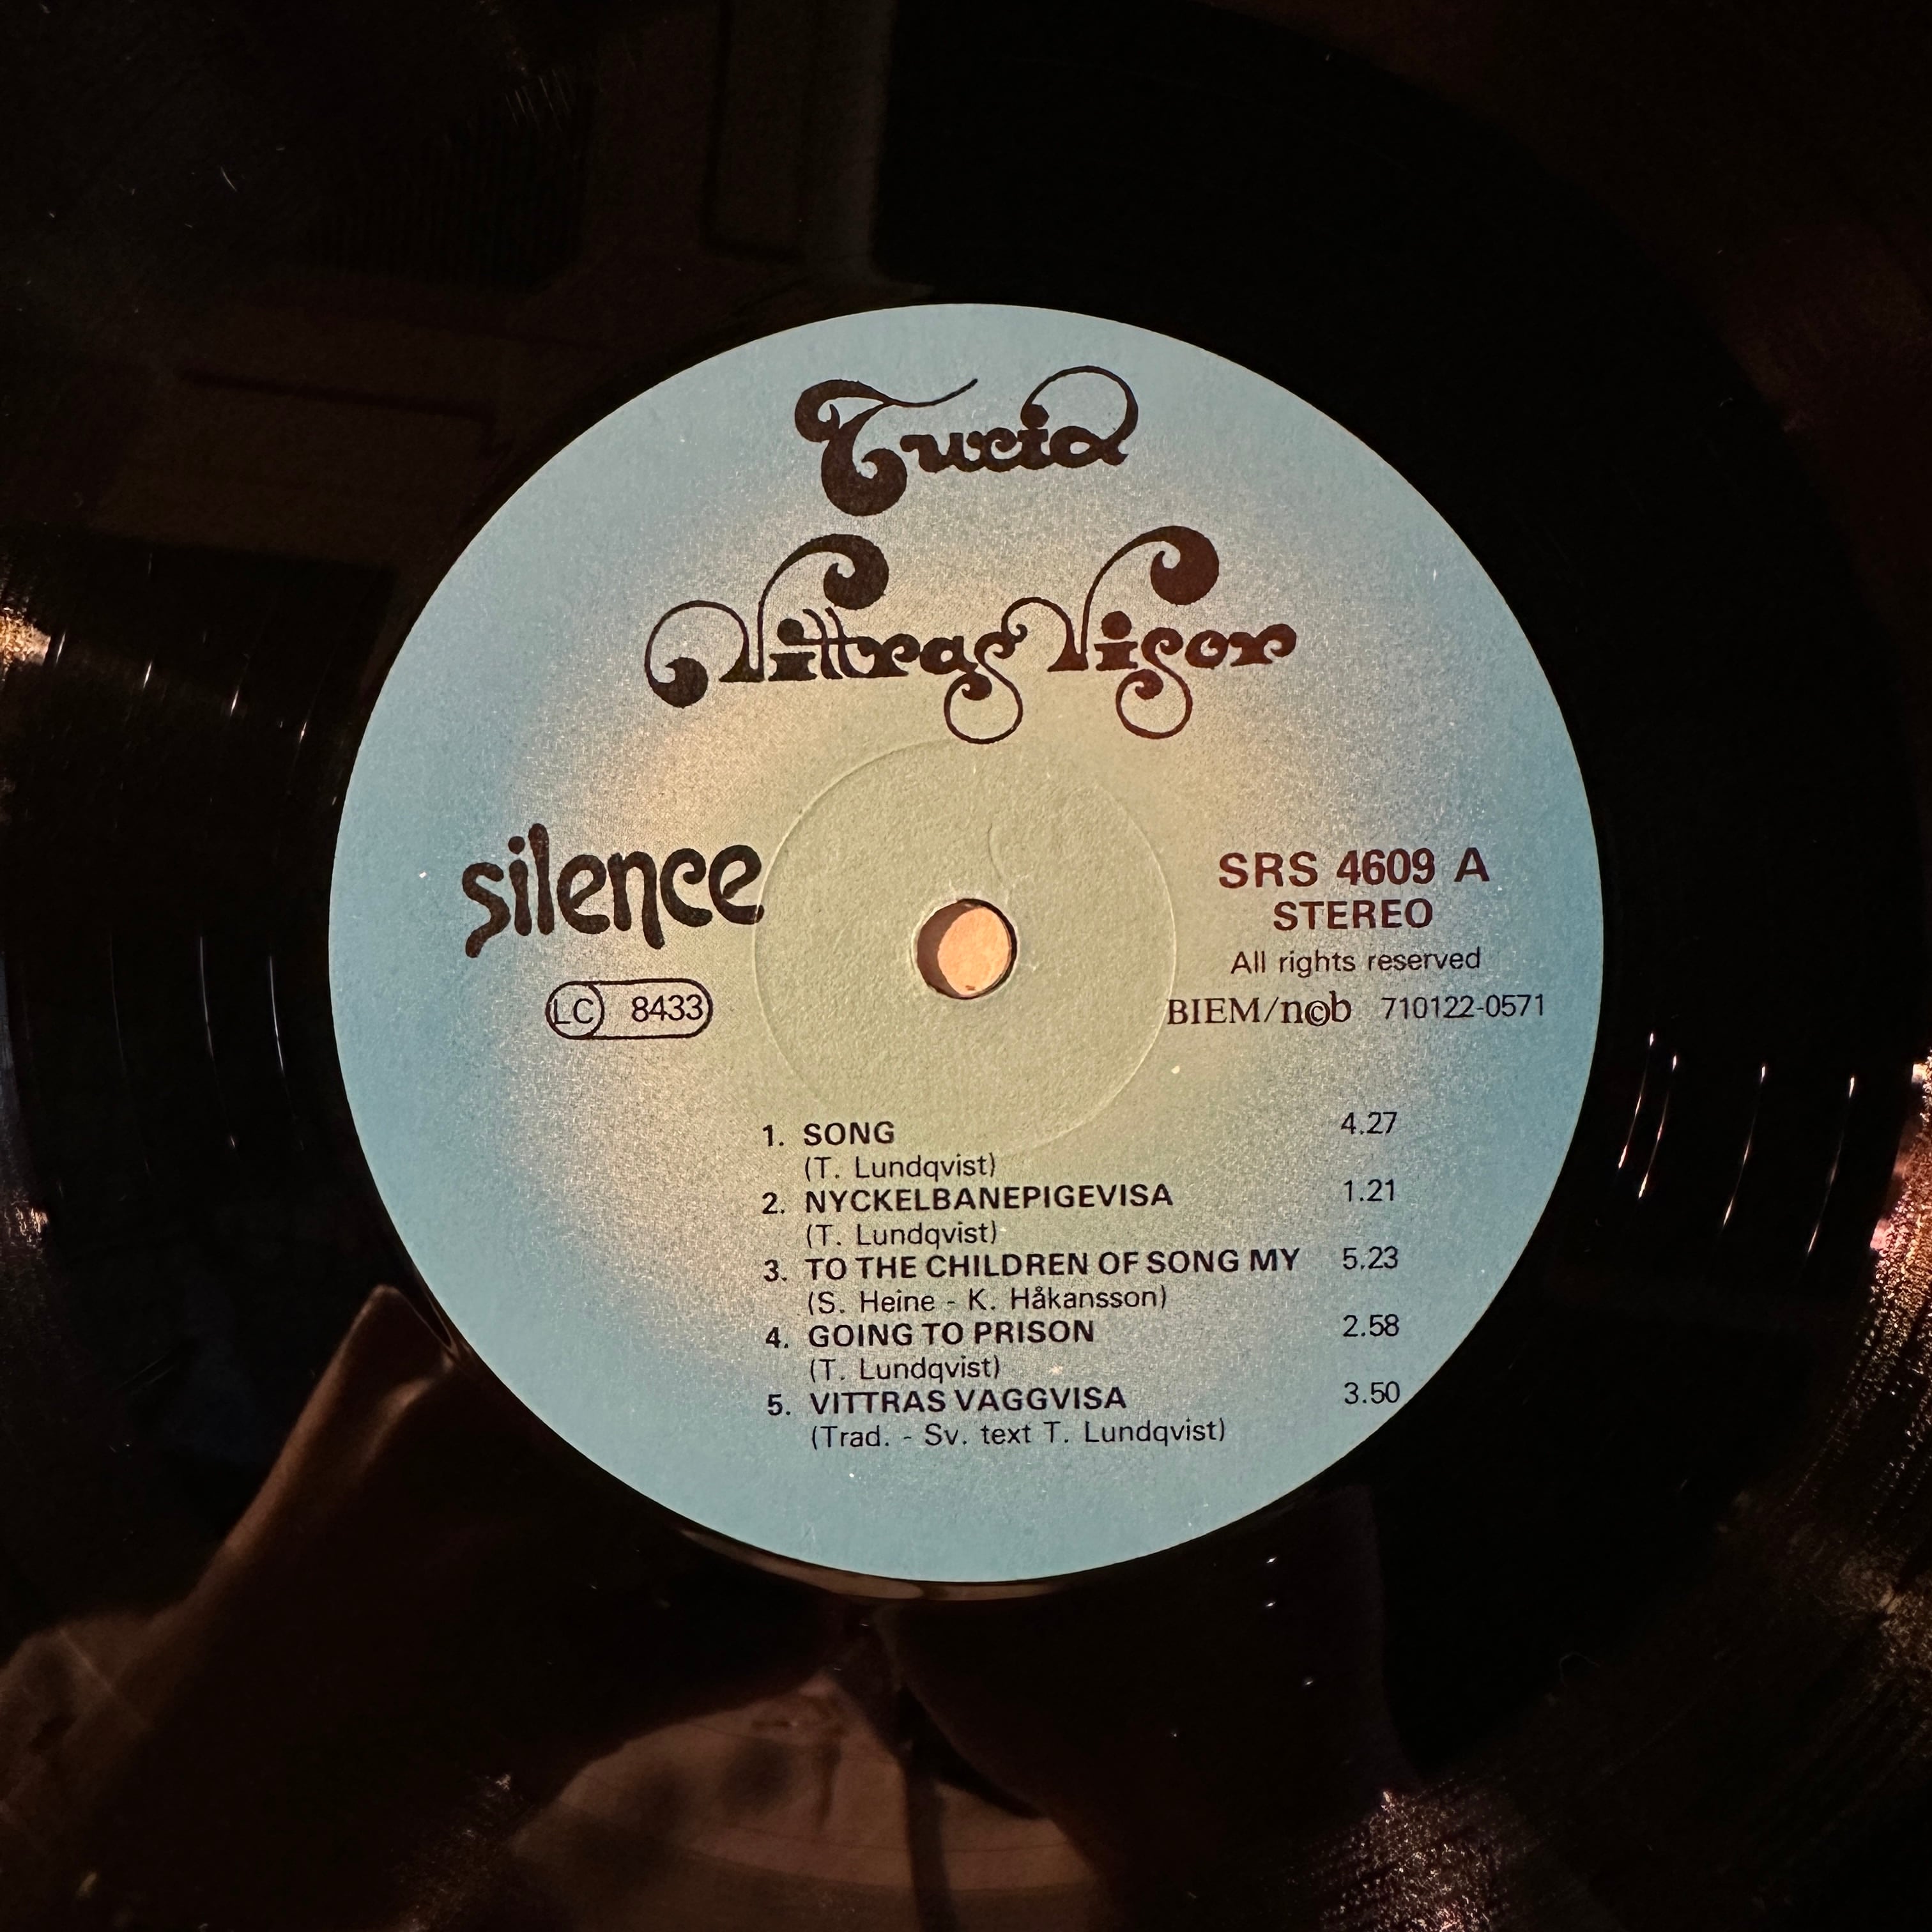 Turid
Vittras Visor
silence
LC 8433
SRS 4609 A
STEREO
All rights reserved
BIEM/n©b 710122-0571
1. SONG 4.27
(T. Lundqvist)
2. NYCKELBANEPIGEVISA 1.21
(T. Lundqvist)
3. TO THE CHILDREN OF SONG MY 5.23
(S. Heine - K. Håkansson)
4. GOING TO PRISON 2.58
(T. Lundqvist)
5. VITTRAS VAGGVISA 3.50
(Trad. - Sv. text T. Lundqvist)